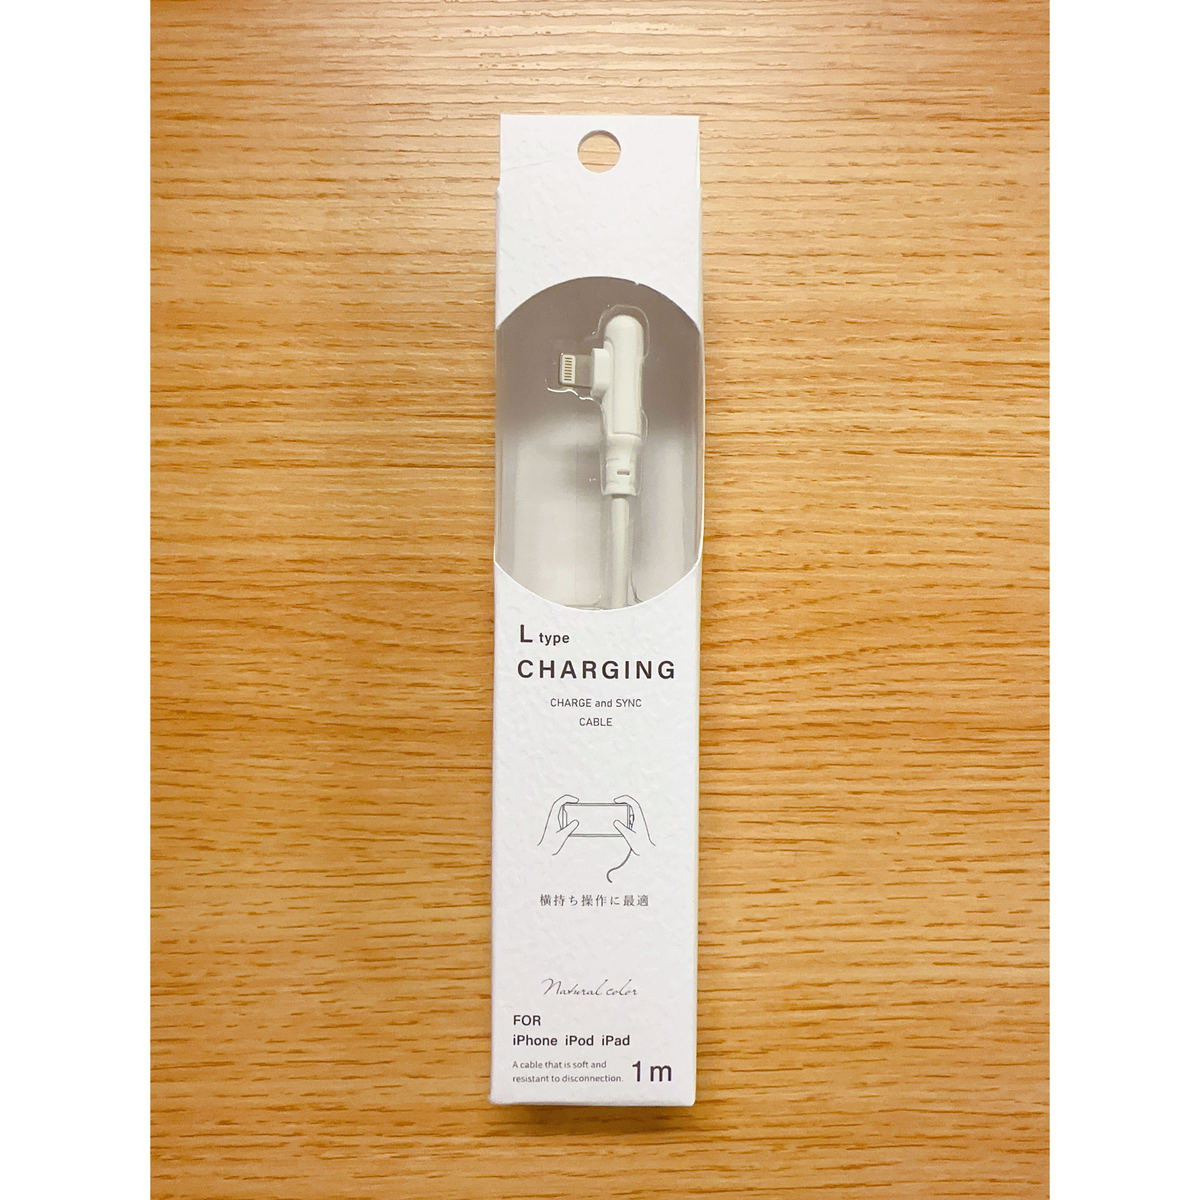 L type
CHARGING
CHARGE and SYNC
CABLE
横持ち操作に最適
Natural color
FOR
iPhone iPod iPad
A cable that is soft and
resistant to disconnection.
1m